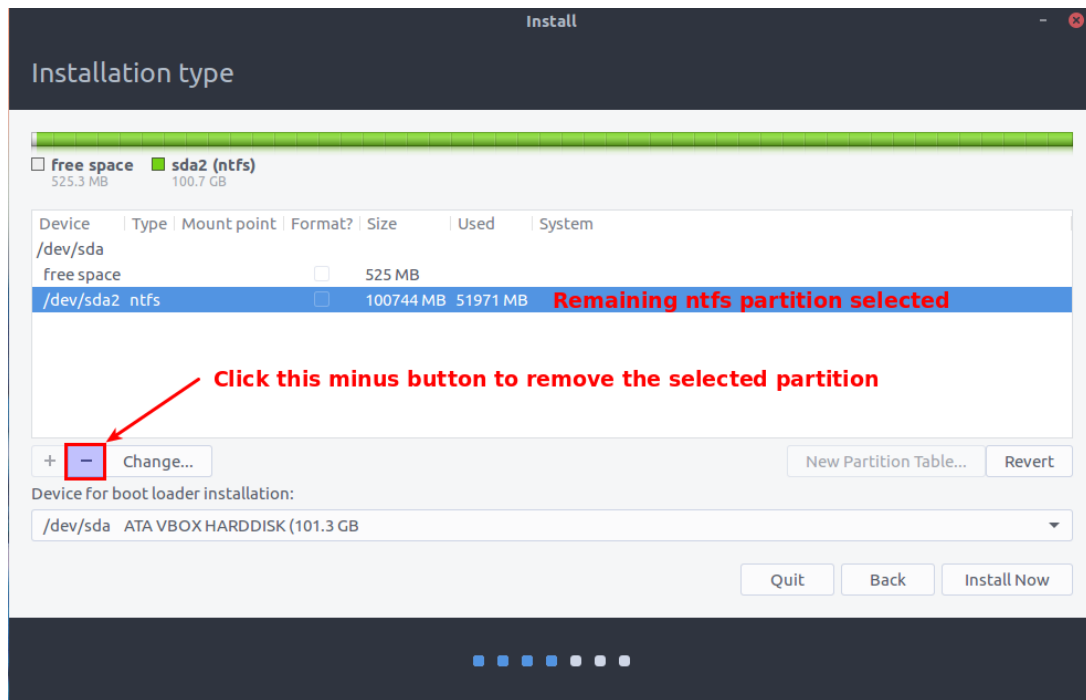 Install
Installation type
free space sda2 (ntfs)
525.3 MB 100.7 GB
Device Type Mount point Format? Size Used System
/dev/sda
free space 525 MB
/dev/sda2 ntfs 100744 MB 51971 MB Remaining ntfs partition selected
Click this minus button to remove the selected partition
+ − Change... New Partition Table... Revert
Device for boot loader installation:
/dev/sda ATA VBOX HARDDISK (101.3 GB
Quit Back Install Now